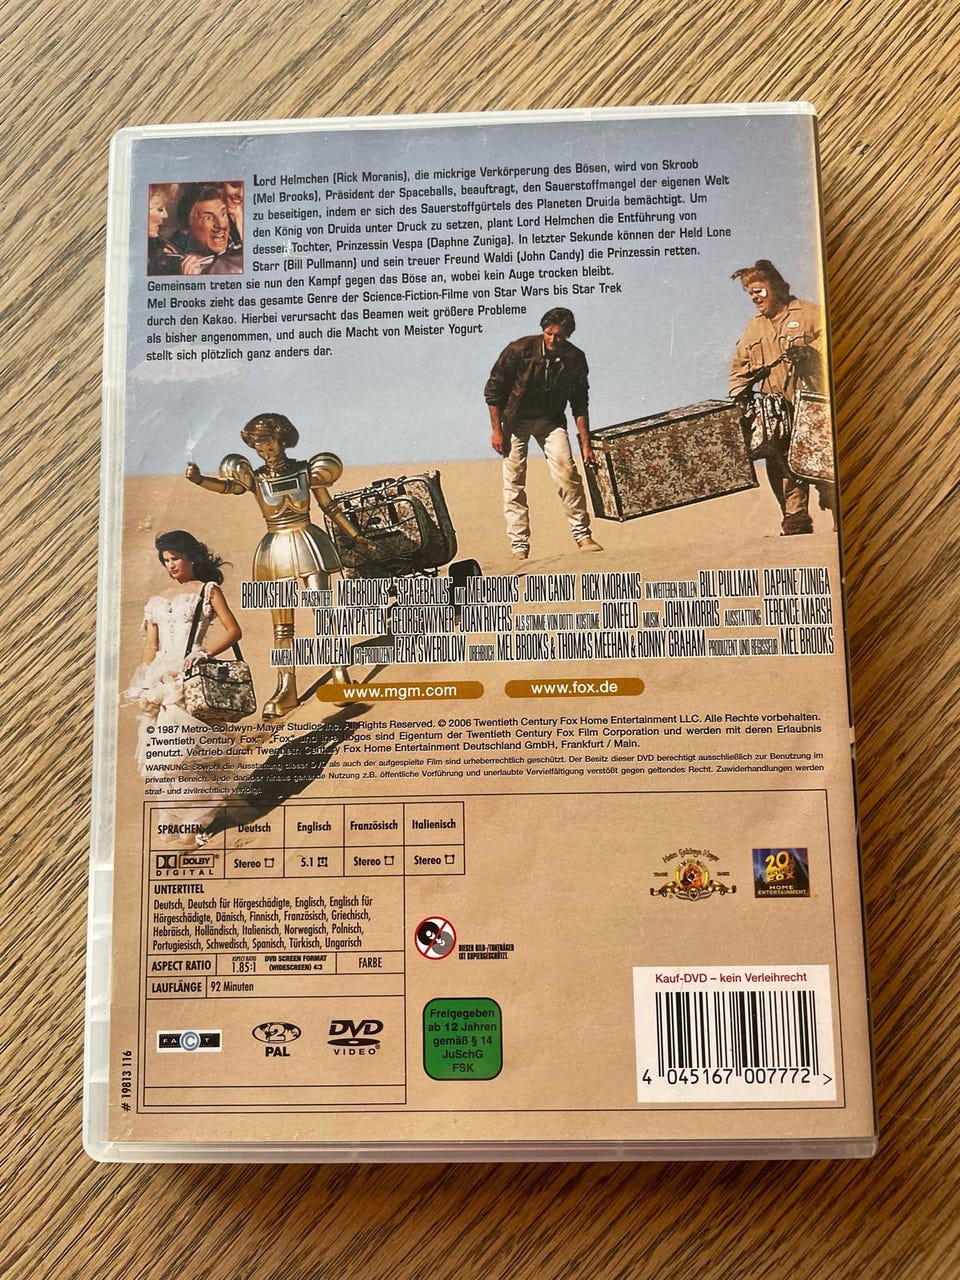 Lord Helmchen (Rick Moranis), die mickrige Verkörperung des Bösen, wird von Skroob
(Mel Brooks), Präsident der Spaceballs, beauftragt, den Sauerstoffmangel der eigenen Welt
zu beseitigen, indem er sich des Sauerstoffgürtels des Planeten Druida bemächtigt. Um
den König von Druida unter Druck zu setzen, plant Lord Helmchen die Entführung von
dessen Tochter, Prinzessin Vespa (Daphne Zuniga). In letzter Sekunde können der Held Lone
Starr (Bill Pullmann) und sein treuer Freund Waldi (John Candy) die Prinzessin retten.
Gemeinsam treten sie nun den Kampf gegen das Böse an, wobei kein Auge trocken bleibt.
Mel Brooks zieht das gesamte Genre der Science-Fiction-Filme von Star Wars bis Star Trek
durch den Kakao. Hierbei verursacht das Beamen weit größere Probleme
als bisher angenommen, und auch die Macht von Meister Yogurt
stellt sich plötzlich ganz anders dar.
BROOKSFILMS PRÄSENTIERT MEL BROOKS' "SPACEBALLS" MIT MEL BROOKS JOHN CANDY RICK MORANIS IN WEITEREN ROLLEN BILL PULLMAN DAPHNE ZUNIGA
DICK VAN PATTEN GEORGE WYNER JOAN RIVERS ALS STIMME VON DOTTI KOSTÜME DONFELD MUSIK JOHN MORRIS AUSSTATTUNG TERENCE MARSH
KAMERA NICK MCLEAN CO-PRODUZENT EZRA SWERDLOW DREHBUCH MEL BROOKS & THOMAS MEEHAN & RONNY GRAHAM PRODUZENT UND REGISSEUR MEL BROOKS
www.mgm.com www.fox.de
© 1987 Metro-Goldwyn-Mayer Studios Inc. All Rights Reserved. © 2006 Twentieth Century Fox Home Entertainment LLC. Alle Rechte vorbehalten.
„Twentieth Century Fox", „Fox" und ihre Logos sind Eigentum der Twentieth Century Fox Film Corporation und werden mit deren Erlaubnis
genutzt. Vertrieb durch Twentieth Century Fox Home Entertainment Deutschland GmbH, Frankfurt / Main.
WARNUNG: Sowohl die Ausstattung dieser DVD als auch der aufgespielte Film sind urheberrechtlich geschützt. Der Besitz dieser DVD berechtigt ausschließlich zur Benutzung im
privaten Bereich. Jede darüber hinaus gehende Nutzung z.B. öffentliche Vorführung und unerlaubte Vervielfältigung verstößt gegen geltendes Recht. Zuwiderhandlungen werden
straf- und zivilrechtlich verfolgt.
SPRACHEN Deutsch Englisch Französisch Italienisch
DOLBY DIGITAL Stereo 5.1 Stereo Stereo
UNTERTITEL
Deutsch, Deutsch für Hörgeschädigte, Englisch, Englisch für
Hörgeschädigte, Dänisch, Finnisch, Französisch, Griechisch,
Hebräisch, Holländisch, Italienisch, Norwegisch, Polnisch,
Portugiesisch, Schwedisch, Spanisch, Türkisch, Ungarisch
ASPECT RATIO ASPECT RATIO 1.85:1 DVD SCREEN FORMAT (WIDESCREEN) 4:3 FARBE
LAUFLÄNGE 92 Minuten
FACT
2
PAL
DVD
VIDEO
# 19813 116
DIESER BILD-/TONTRÄGER
IST KOPIERGESCHÜTZT.
Freigegeben
ab 12 Jahren
gemäß § 14
JuSchG
FSK
Metro Goldwyn Mayer
TRADE MARK
20
CENTURY
FOX
HOME
ENTERTAINMENT
Kauf-DVD – kein Verleihrecht
4 045167 007772 >